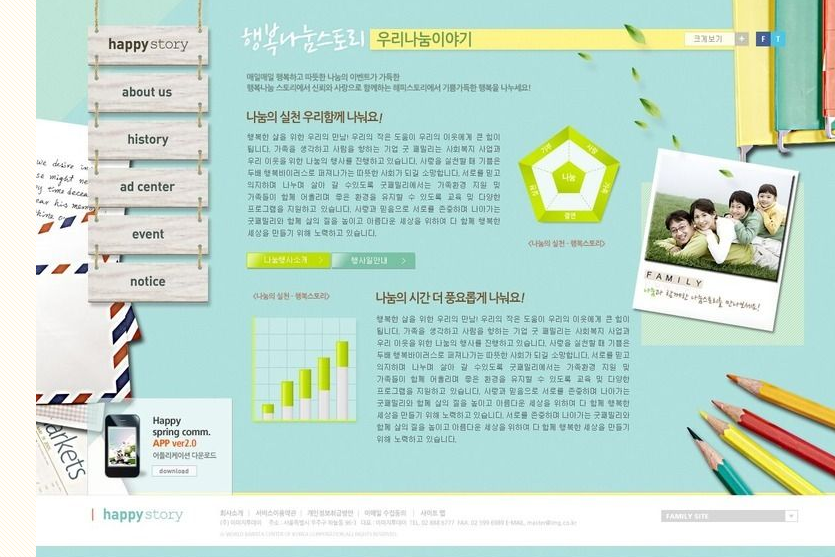 happy story
about us
history
ad center
event
notice
행복나눔스토리
우리나눔이야기
크게보기 +
F T
매일매일 행복하고 따뜻한 나눔의 이벤트가 가득한
행복나눔 스토리에서 신뢰와 사랑으로 함께하는 해피스토리에서 기쁨가득한 행복을 나누세요!
나눔의 실천 우리함께 나눠요!
행복한 삶을 위한 우리의 만남! 우리의 작은 도움이 우리의 이웃에게 큰 힘이
됩니다. 가족을 생각하고 사람을 향하는 기업 굿 패밀리는 사회복지 사업과
우리 이웃을 위한 나눔의 행사를 진행하고 있습니다. 사랑을 실천할 때 기쁨은
두배 행복바이러스로 퍼져나가는 따뜻한 사회가 되길 소망합니다. 서로를 믿고
의지하며 나누며 살아 갈 수있도록 굿패밀리에서는 가족환경 지원 및
가족들이 함께 어울리며 좋은 환경을 유지할 수 있도록 교육 및 다양한
프로그램을 지원하고 있습니다. 사랑과 믿음으로 서로를 존중하며 나아가는
굿패밀리와 함께 삶의 질을 높이고 아름다운 세상을 위하여 다 함께 행복한
세상을 만들기 위해 노력하고 있습니다.
나눔
<나눔의 실천 - 행복스토리>
나눔행사소개 >
행사일안내 >
<나눔의 실천 - 행복스토리>
나눔의 시간 더 풍요롭게 나눠요!
행복한 삶을 위한 우리의 만남! 우리의 작은 도움이 우리의 이웃에게 큰 힘이
됩니다. 가족을 생각하고 사람을 향하는 기업 굿 패밀리는 사회복지 사업과
우리 이웃을 위한 나눔의 행사를 진행하고 있습니다. 사랑을 실천할 때 기쁨은
두배 행복바이러스로 퍼져나가는 따뜻한 사회가 되길 소망합니다. 서로를 믿고
의지하며 나누며 살아 갈 수있도록 굿패밀리에서는 가족환경 지원 및
가족들이 함께 어울리며 좋은 환경을 유지할 수 있도록 교육 및 다양한
프로그램을 지원하고 있습니다. 사랑과 믿음으로 서로를 존중하며 나아가는
굿패밀리와 함께 삶의 질을 높이고 아름다운 세상을 위하여 다 함께 행복한
세상을 만들기 위해 노력하고 있습니다. 서로를 존중하며 나아가는 굿패밀리와
함께 삶의 질을 높이고 아름다운 세상을 위하여 다 함께 행복한 세상을 만들기
위해 노력하고 있습니다.
FAMILY
Happy
spring comm.
APP ver2.0
어플리케이션 다운로드
download
arkets
happy story
회사소개 | 서비스이용약관 | 개인정보취급방안 | 이메일 수집동의 | 사이트 맵
FAMILY SITE